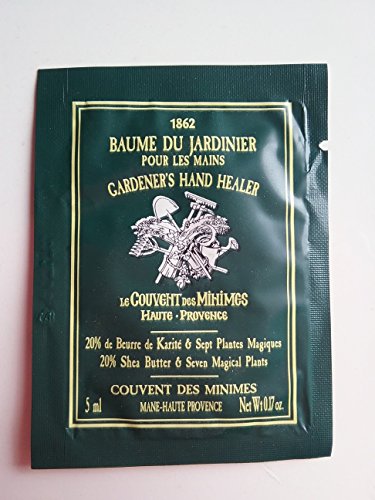 1862
BAUME DU JARDINIER
POUR LES MAINS
GARDENER'S HAND HEALER
LE COUVENT DES MINIMES
HAUTE · PROVENCE
20% de Beurre de Karité & Sept Plantes Magiques
20% Shea Butter & Seven Magical Plants
COUVENT DES MINIMES
5 ml MANE-HAUTE PROVENCE Net Wt 0.17 oz.